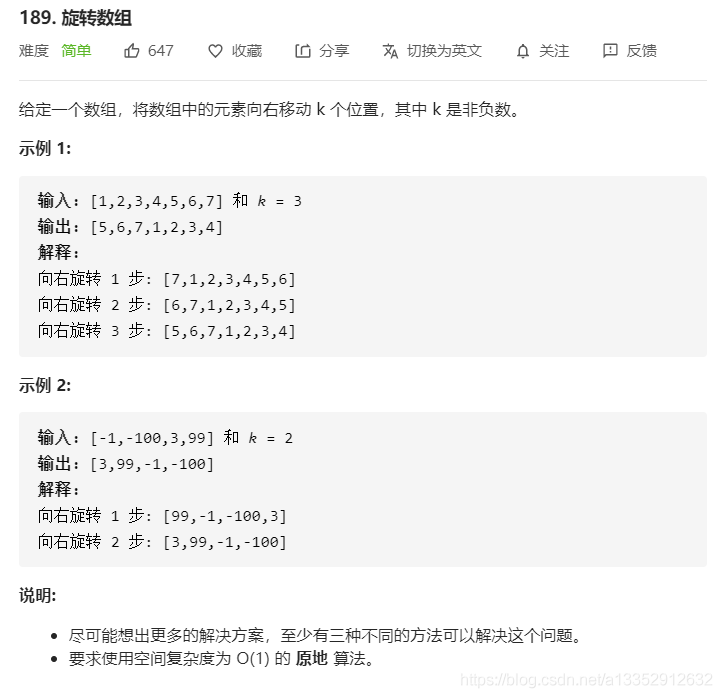 189. 旋转数组
难度 简单 647 收藏 分享 切换为英文 关注 反馈
给定一个数组，将数组中的元素向右移动 k 个位置，其中 k 是非负数。
示例 1:
输入: [1,2,3,4,5,6,7] 和 k = 3
输出: [5,6,7,1,2,3,4]
解释:
向右旋转 1 步: [7,1,2,3,4,5,6]
向右旋转 2 步: [6,7,1,2,3,4,5]
向右旋转 3 步: [5,6,7,1,2,3,4]
示例 2:
输入: [-1,-100,3,99] 和 k = 2
输出: [3,99,-1,-100]
解释:
向右旋转 1 步: [99,-1,-100,3]
向右旋转 2 步: [3,99,-1,-100]
说明:
• 尽可能想出更多的解决方案，至少有三种不同的方法可以解决这个问题。
• 要求使用空间复杂度为 O(1) 的 原地 算法。
https://blog.csdn.net/a13352912632